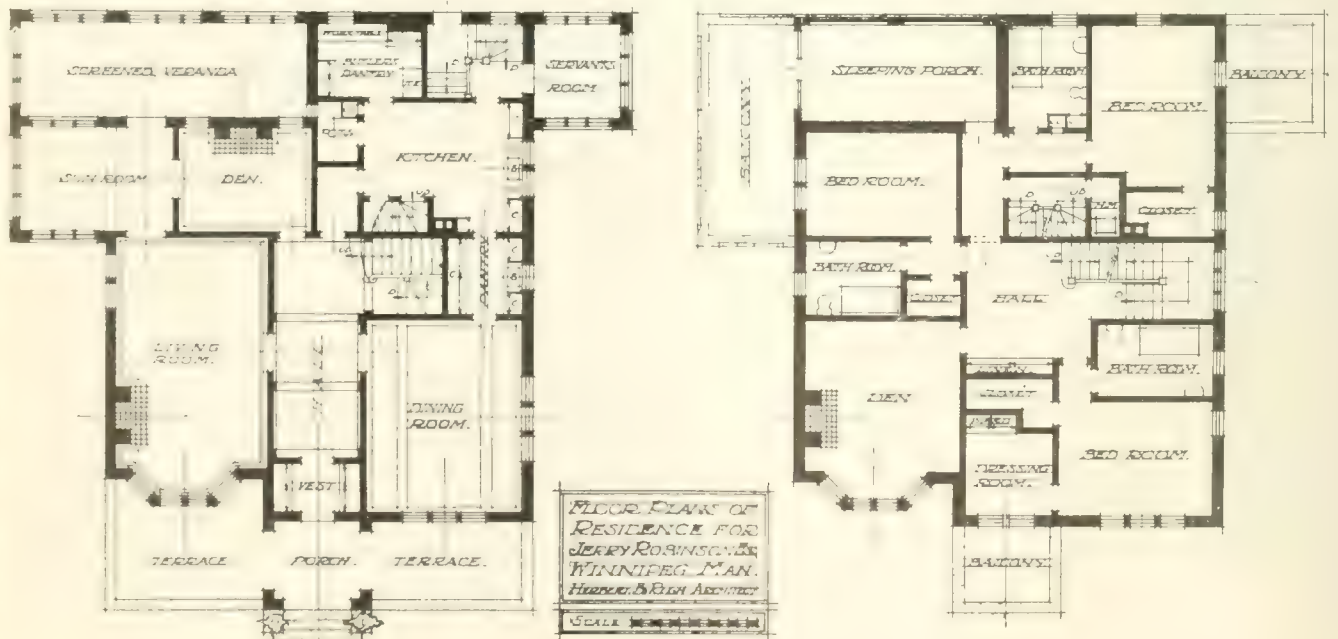 SCREENED VERANDA
BUTLERS
PANTRY
SERVANTS
ROOM
SUN ROOM
DEN.
KITCHEN.
UP
PANTRY
LIVING
ROOM.
HALL
DINING
ROOM.
VEST
TERRACE
PORCH.
TERRACE.
BALCONY
SLEEPING PORCH.
BATH ROOM
BED ROOM.
BALCONY.
BED ROOM.
CLOSET.
BATH ROOM.
CLOSET
HALL
LINEN
BATH ROOM.
CLOSET
DEN
DRESSING
ROOM.
BED ROOM.
BALCONY
FLOOR PLANS OF
RESIDENCE FOR
JERRY ROBINSON
WINNIPEG MAN.
HERBERT B. ARCHITECT
SCALE